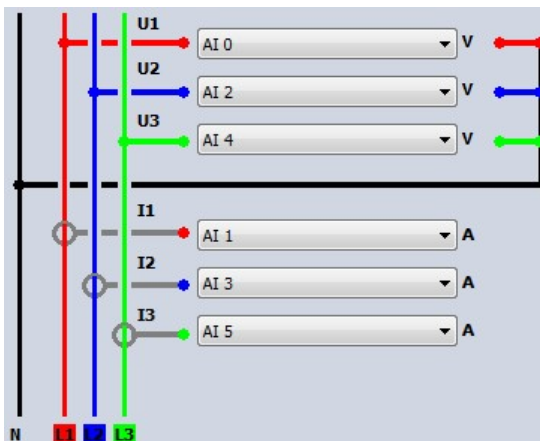 U1 AI 0 V
U2 AI 2 V
U3 AI 4 V
I1 AI 1 A
I2 AI 3 A
I3 AI 5 A
N L1 L2 L3